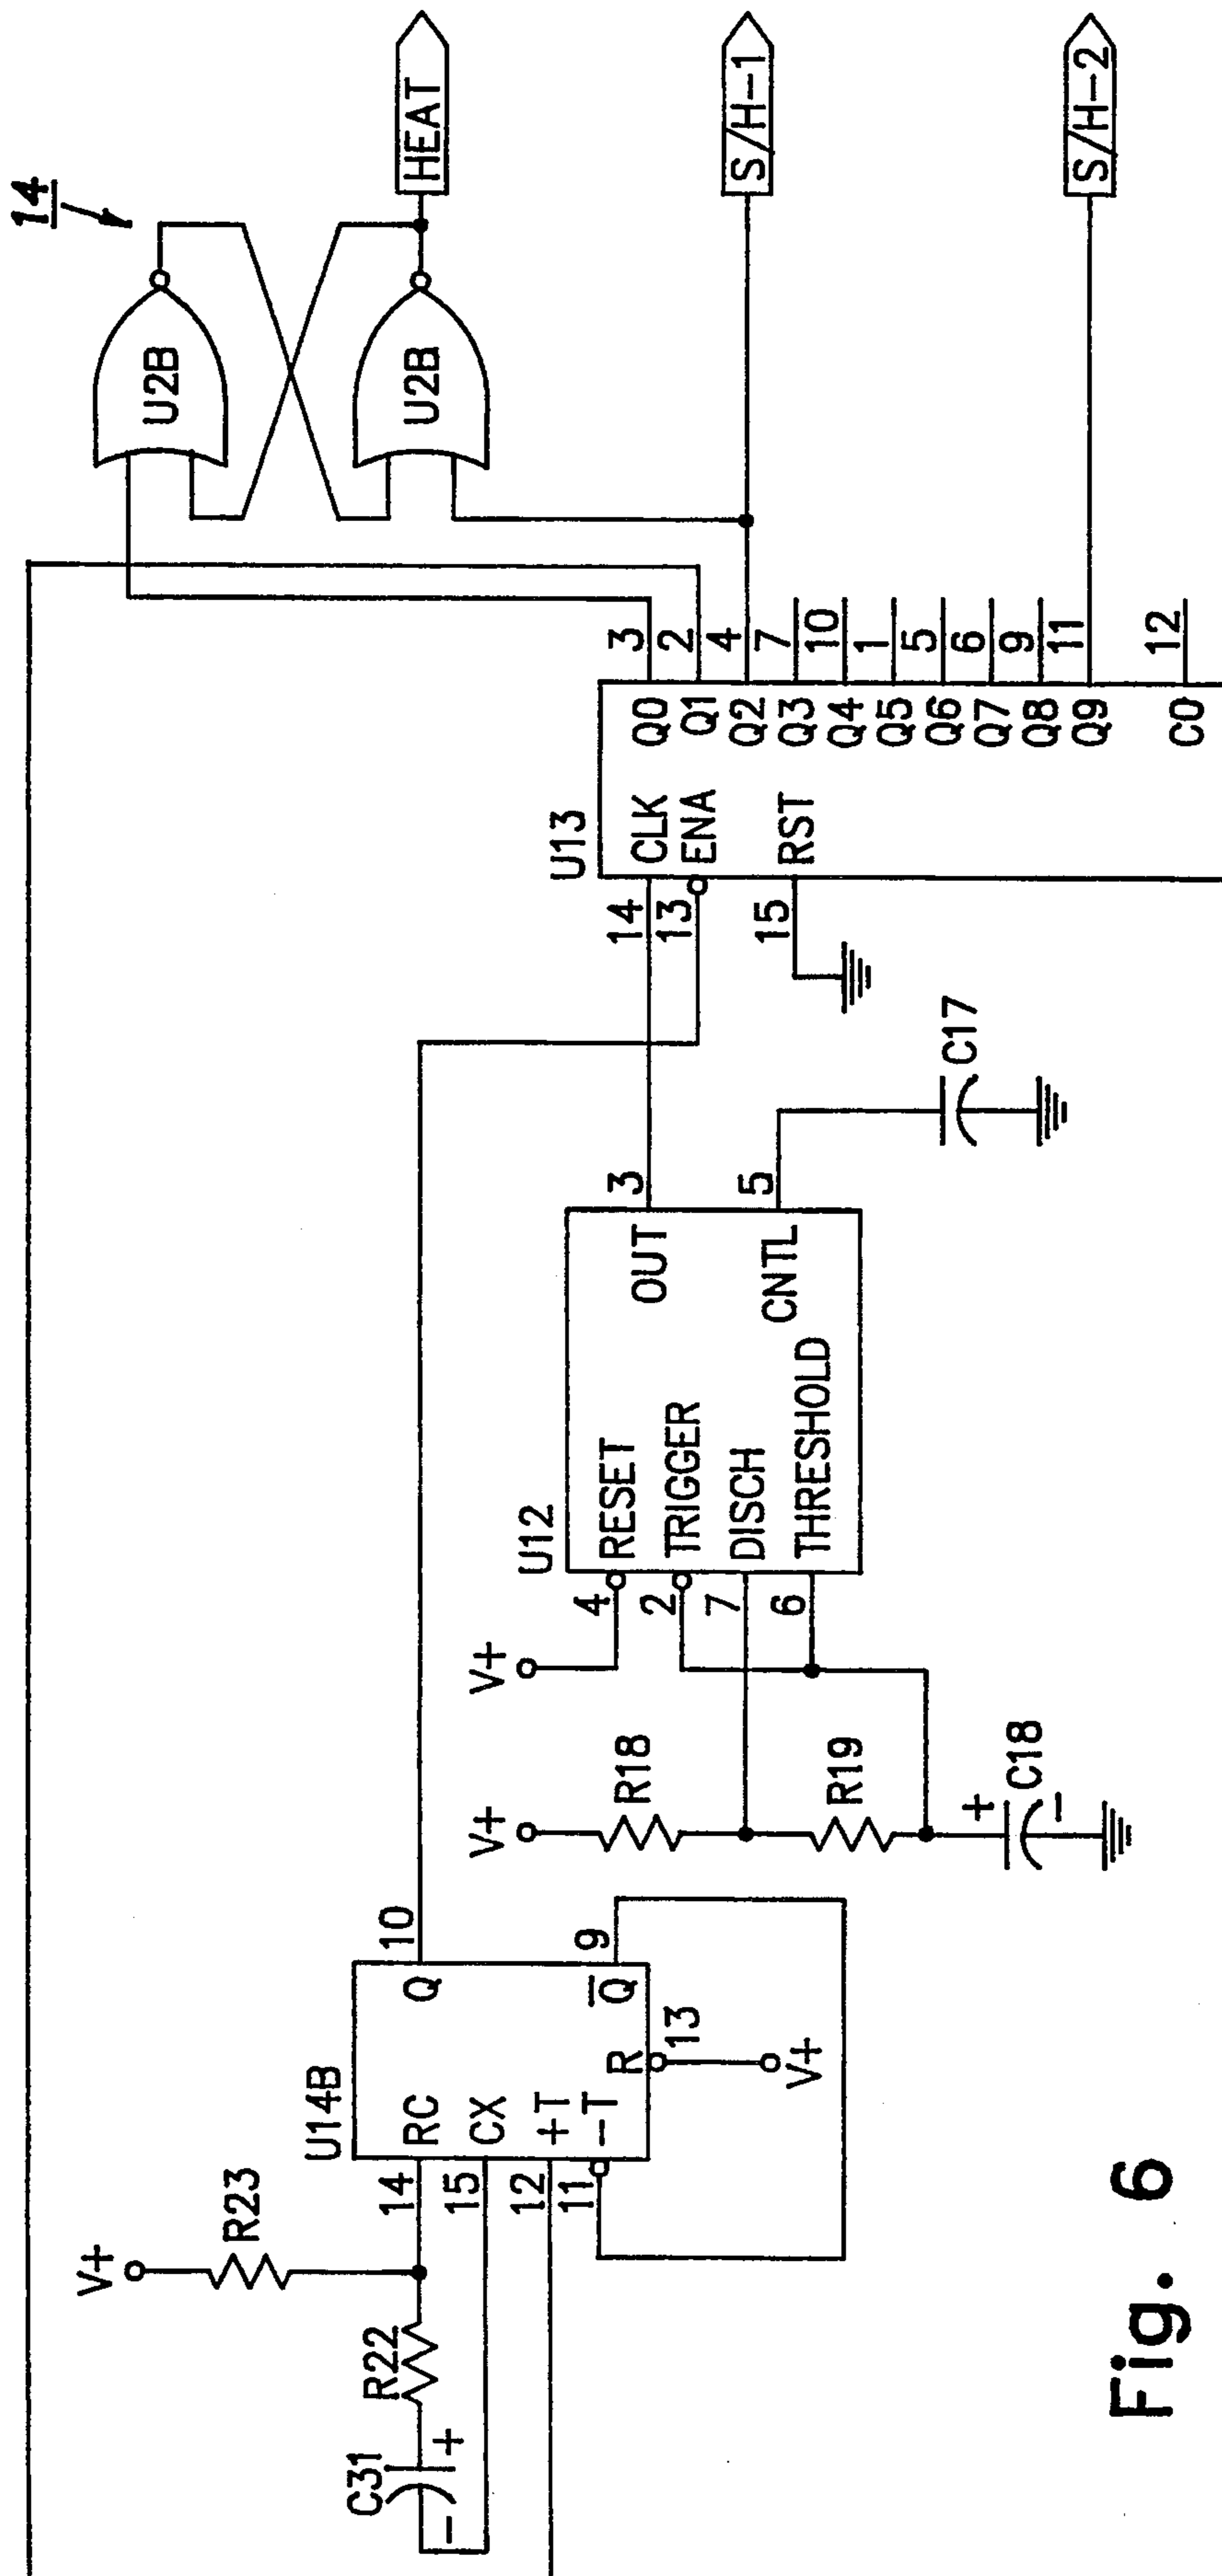 14
HEAT
S/H-1
S/H-2
U2B
U2B
U14B
RC
CX
+T
-T
Q
Q
R
14
15
12
11
10
9
13
V+
V+
R23
R22
C31
+
-
U12
RESET
TRIGGER
DISCH
THRESHOLD
OUT
CNTL
4
2
7
6
3
5
V+
V+
R18
R19
C18
+
-
C17
U13
CLK
ENA
RST
14
13
15
Q0
Q1
Q2
Q3
Q4
Q5
Q6
Q7
Q8
Q9
CO
3
2
4
7
10
1
5
6
9
11
12
Fig. 6